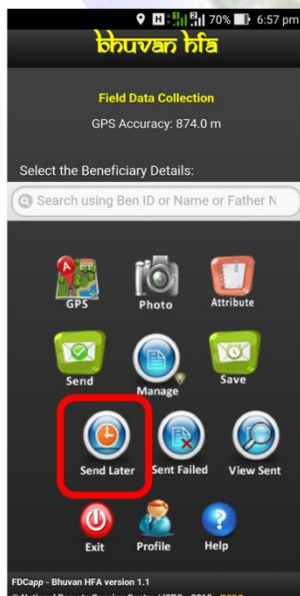 H 70% 6:57 pm
bhuvan hfa
Field Data Collection
GPS Accuracy: 874.0 m
Select the Beneficiary Details:
Search using Ben ID or Name or Father N
GPS Photo Attribute
Send Manage Save
Send Later Sent Failed View Sent
Exit Profile Help
FDCapp - Bhuvan HFA version 1.1